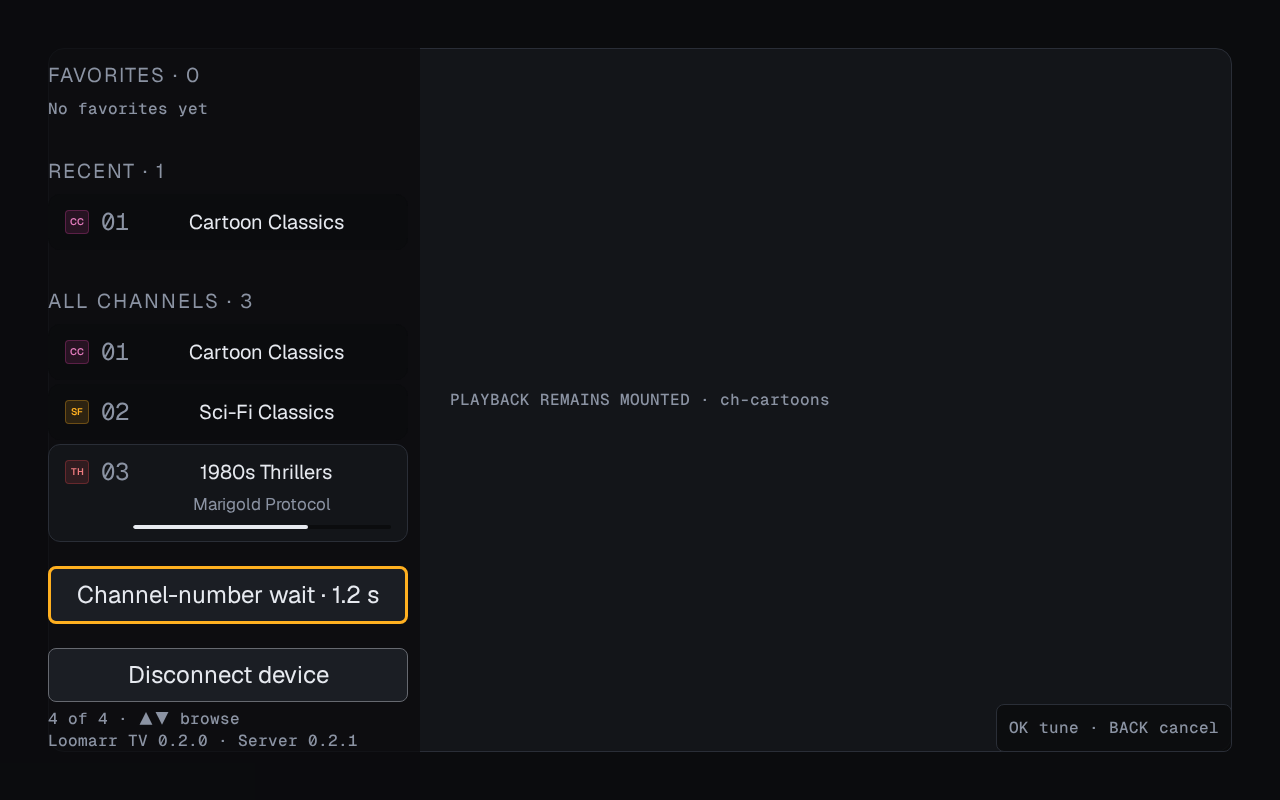 FAVORITES · 0
No favorites yet
RECENT · 1
CC 01 Cartoon Classics
ALL CHANNELS · 3
CC 01 Cartoon Classics
SF 02 Sci-Fi Classics
TH 03 1980s Thrillers
Marigold Protocol
PLAYBACK REMAINS MOUNTED · ch-cartoons
Channel-number wait · 1.2 s
Disconnect device
4 of 4 · ▲▼ browse
Loomarr TV 0.2.0 · Server 0.2.1
OK tune · BACK cancel